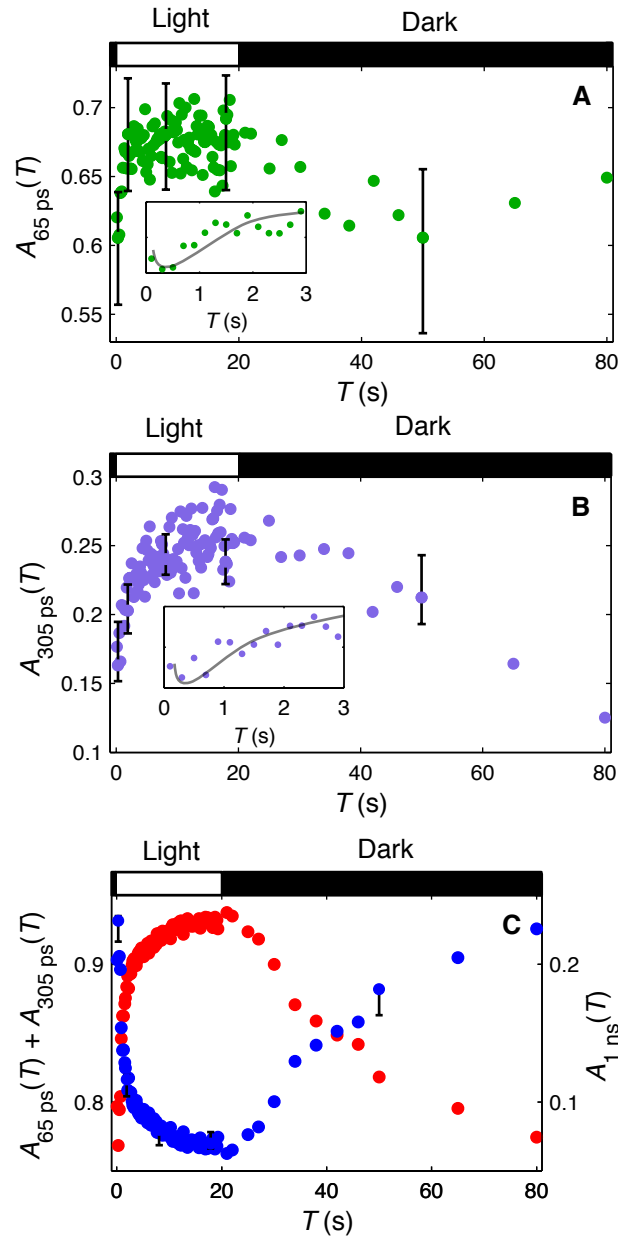 Light Dark
A
0.7
0.65
0.6
0.55
A65 ps(T)
0 1 2 3
T (s)
0 20 40 60 80
T (s)
Light Dark
B
0.3
0.25
0.2
0.15
0.1
A305 ps(T)
0 1 2 3
T (s)
0 20 40 60 80
T (s)
Light Dark
C
0.9
0.8
A65 ps(T) + A305 ps(T)
0.2
0.1
A1 ns(T)
0 20 40 60 80
T (s)